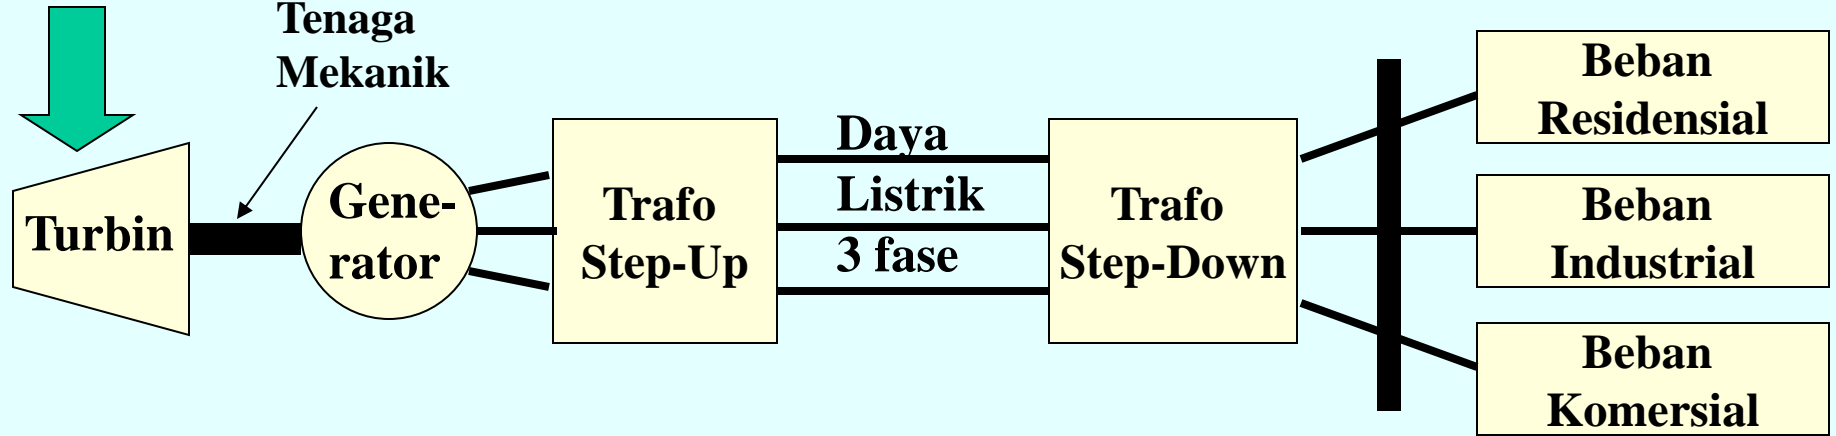 Tenaga
Mekanik
Turbin
Gene-
rator
Trafo
Step-Up
Daya
Listrik
3 fase
Trafo
Step-Down
Beban
Residensial
Beban
Industrial
Beban
Komersial